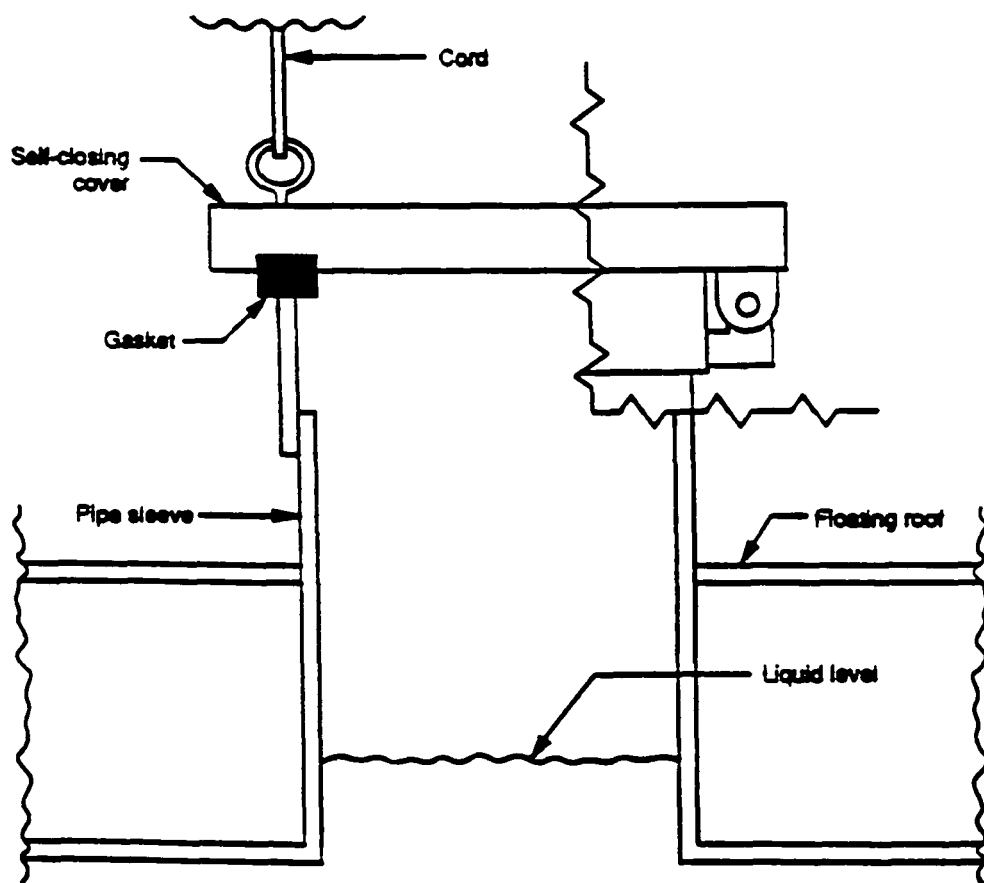 Cord
Self-closing
cover
Gasket
Pipe sleeve
Floating roof
Liquid level